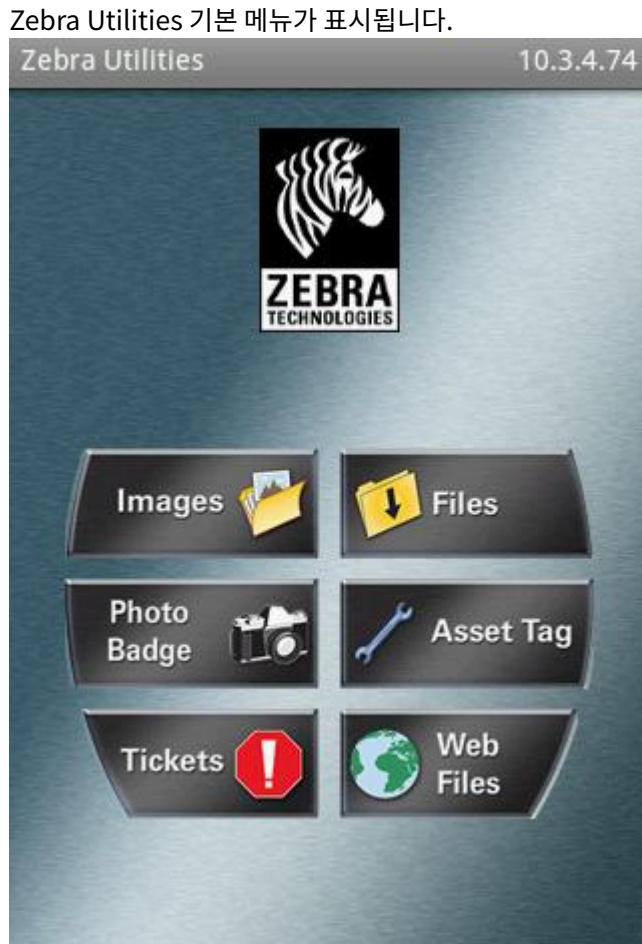 Zebra Utilities 기본 메뉴가 표시됩니다.
Zebra Utilities 10.3.4.74
ZEBRA
TECHNOLOGIES
Images Files
Photo
Badge
Asset Tag
Tickets
Web
Files